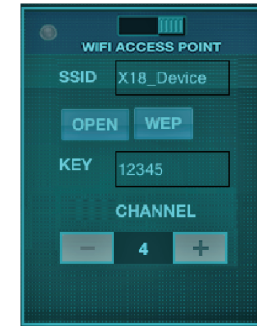 WIFI ACCESS POINT
SSID X18_Device
OPEN WEP
KEY 12345
CHANNEL
− 4 +